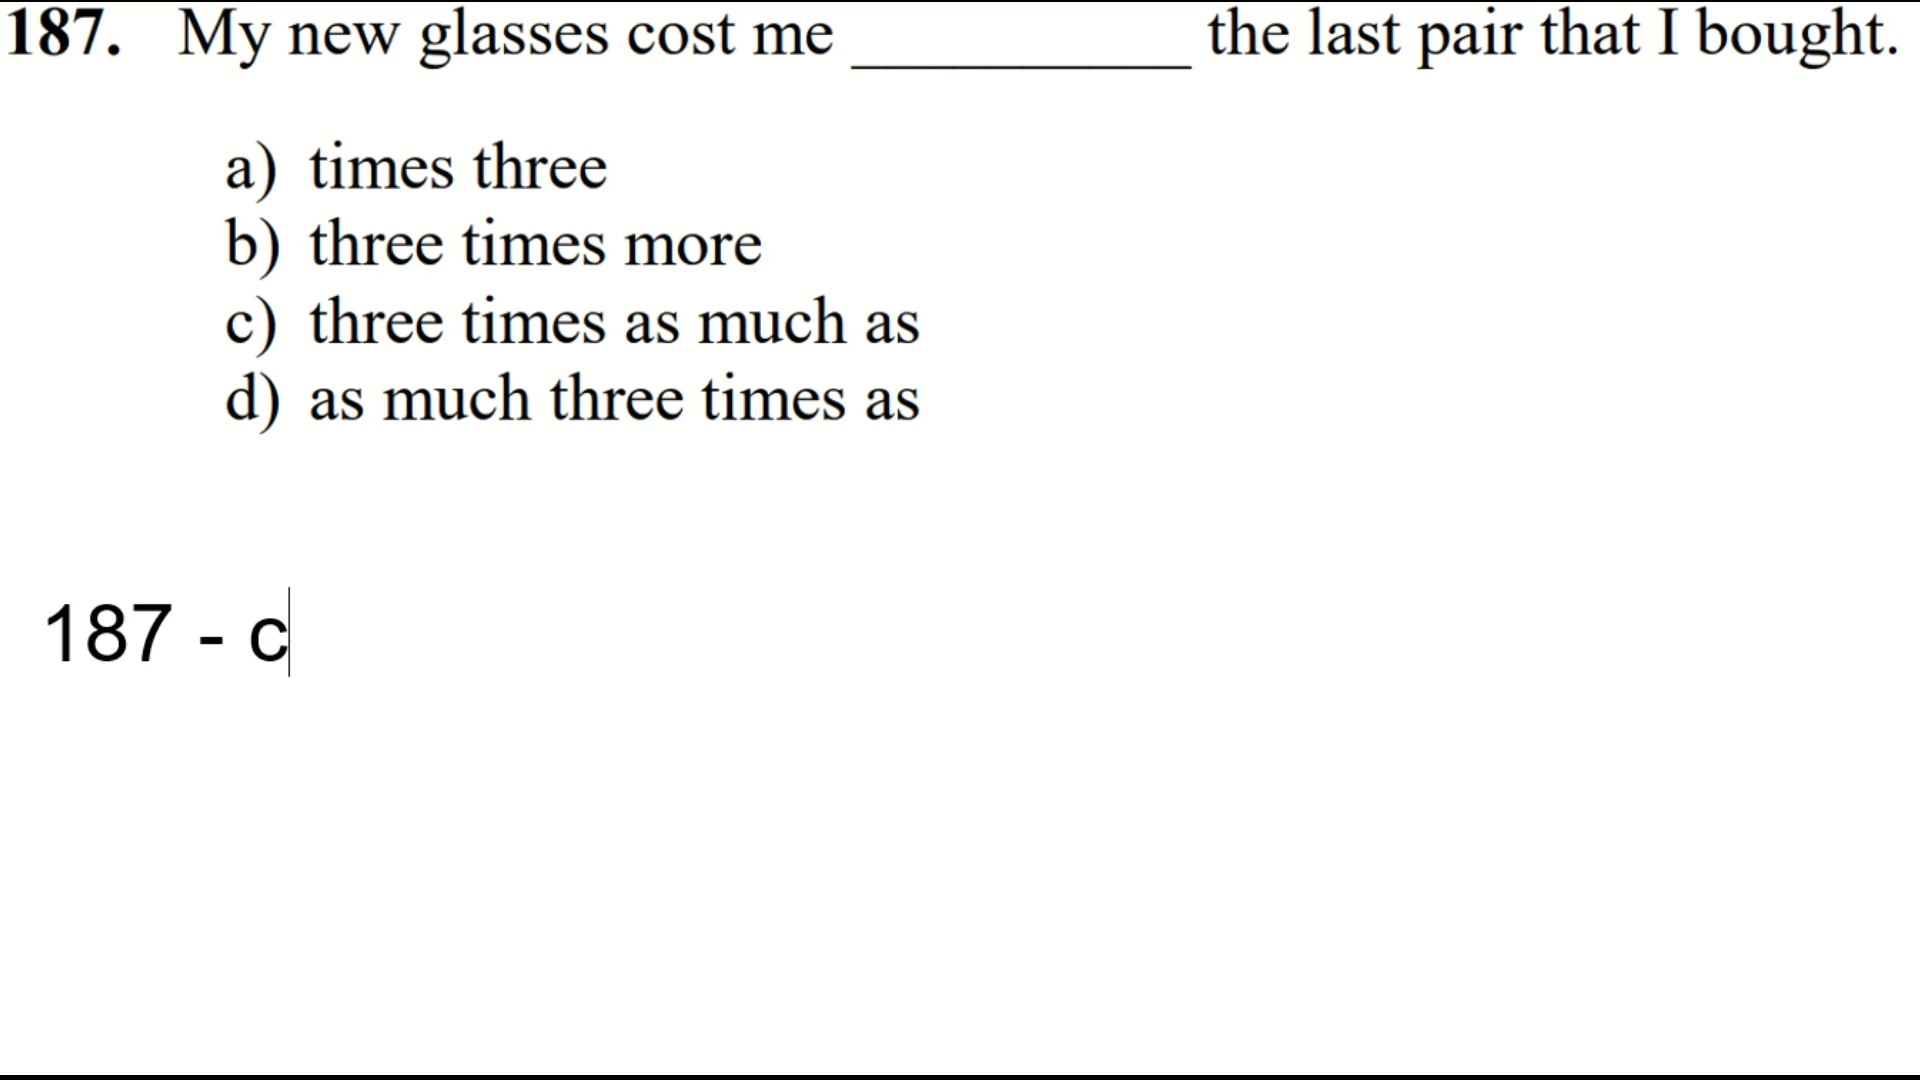 187. My new glasses cost me __________ the last pair that I bought.
a) times three
b) three times more
c) three times as much as
d) as much three times as
187 - c